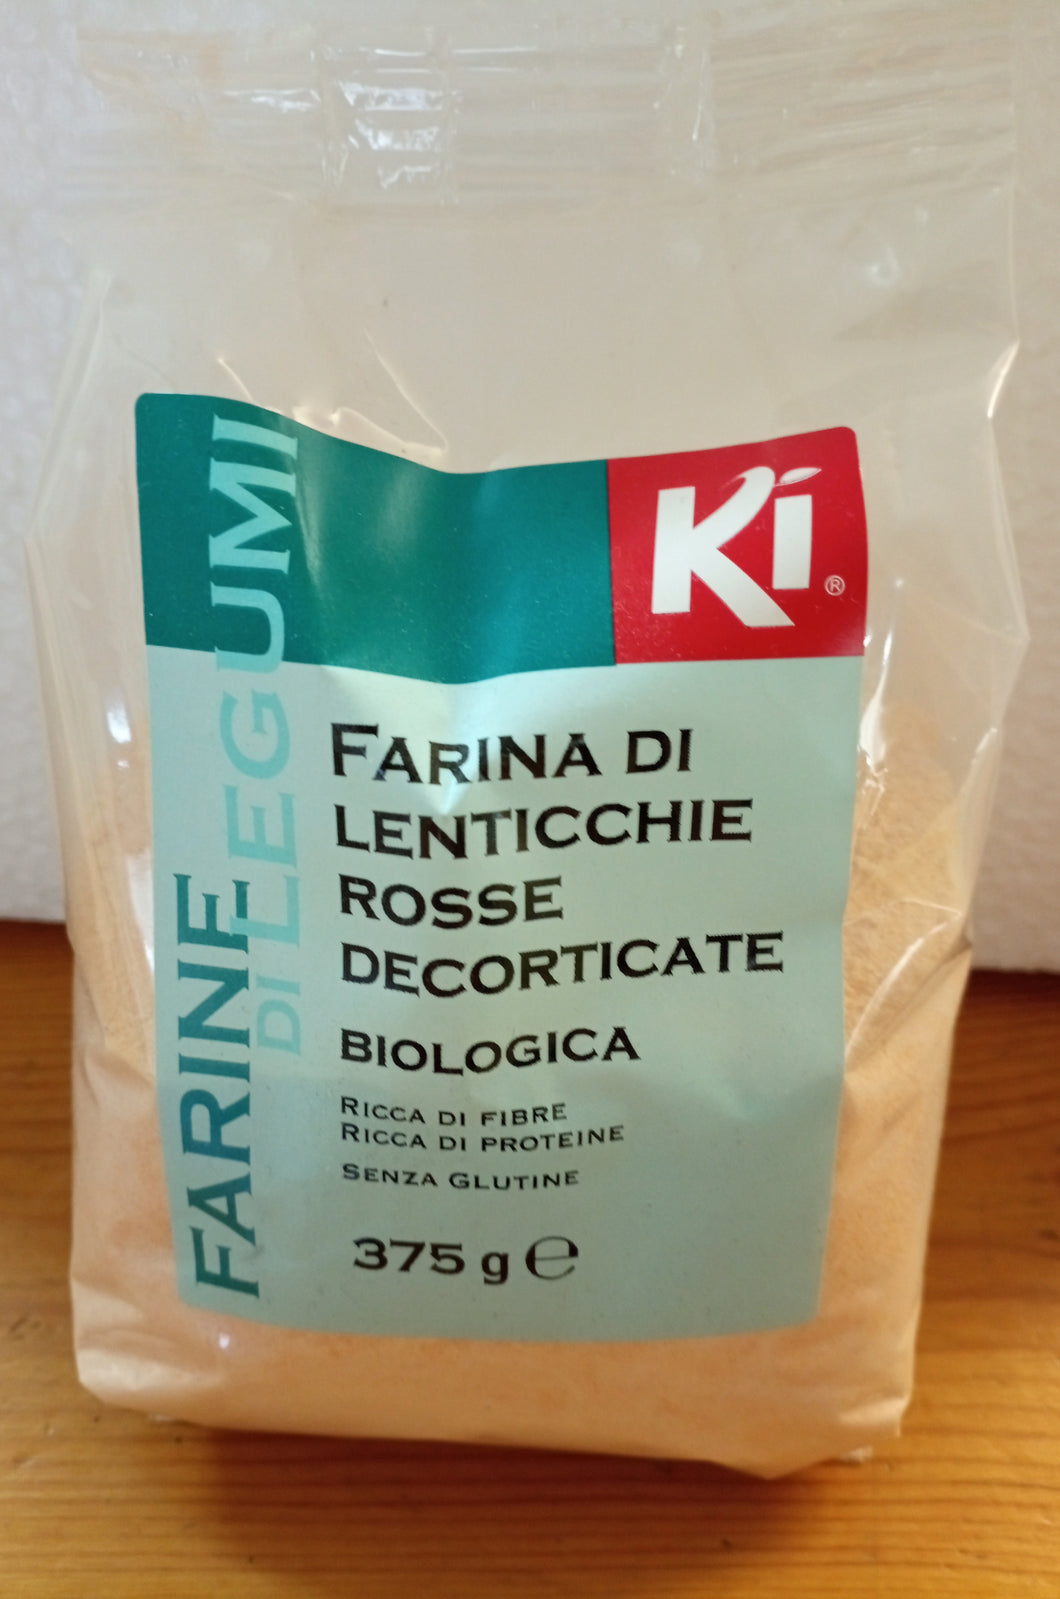 Ki®
FARINE
DI LEGUMI
FARINA DI
LENTICCHIE
ROSSE
DECORTICATE
BIOLOGICA
RICCA DI FIBRE
RICCA DI PROTEINE
SENZA GLUTINE
375 g ℮